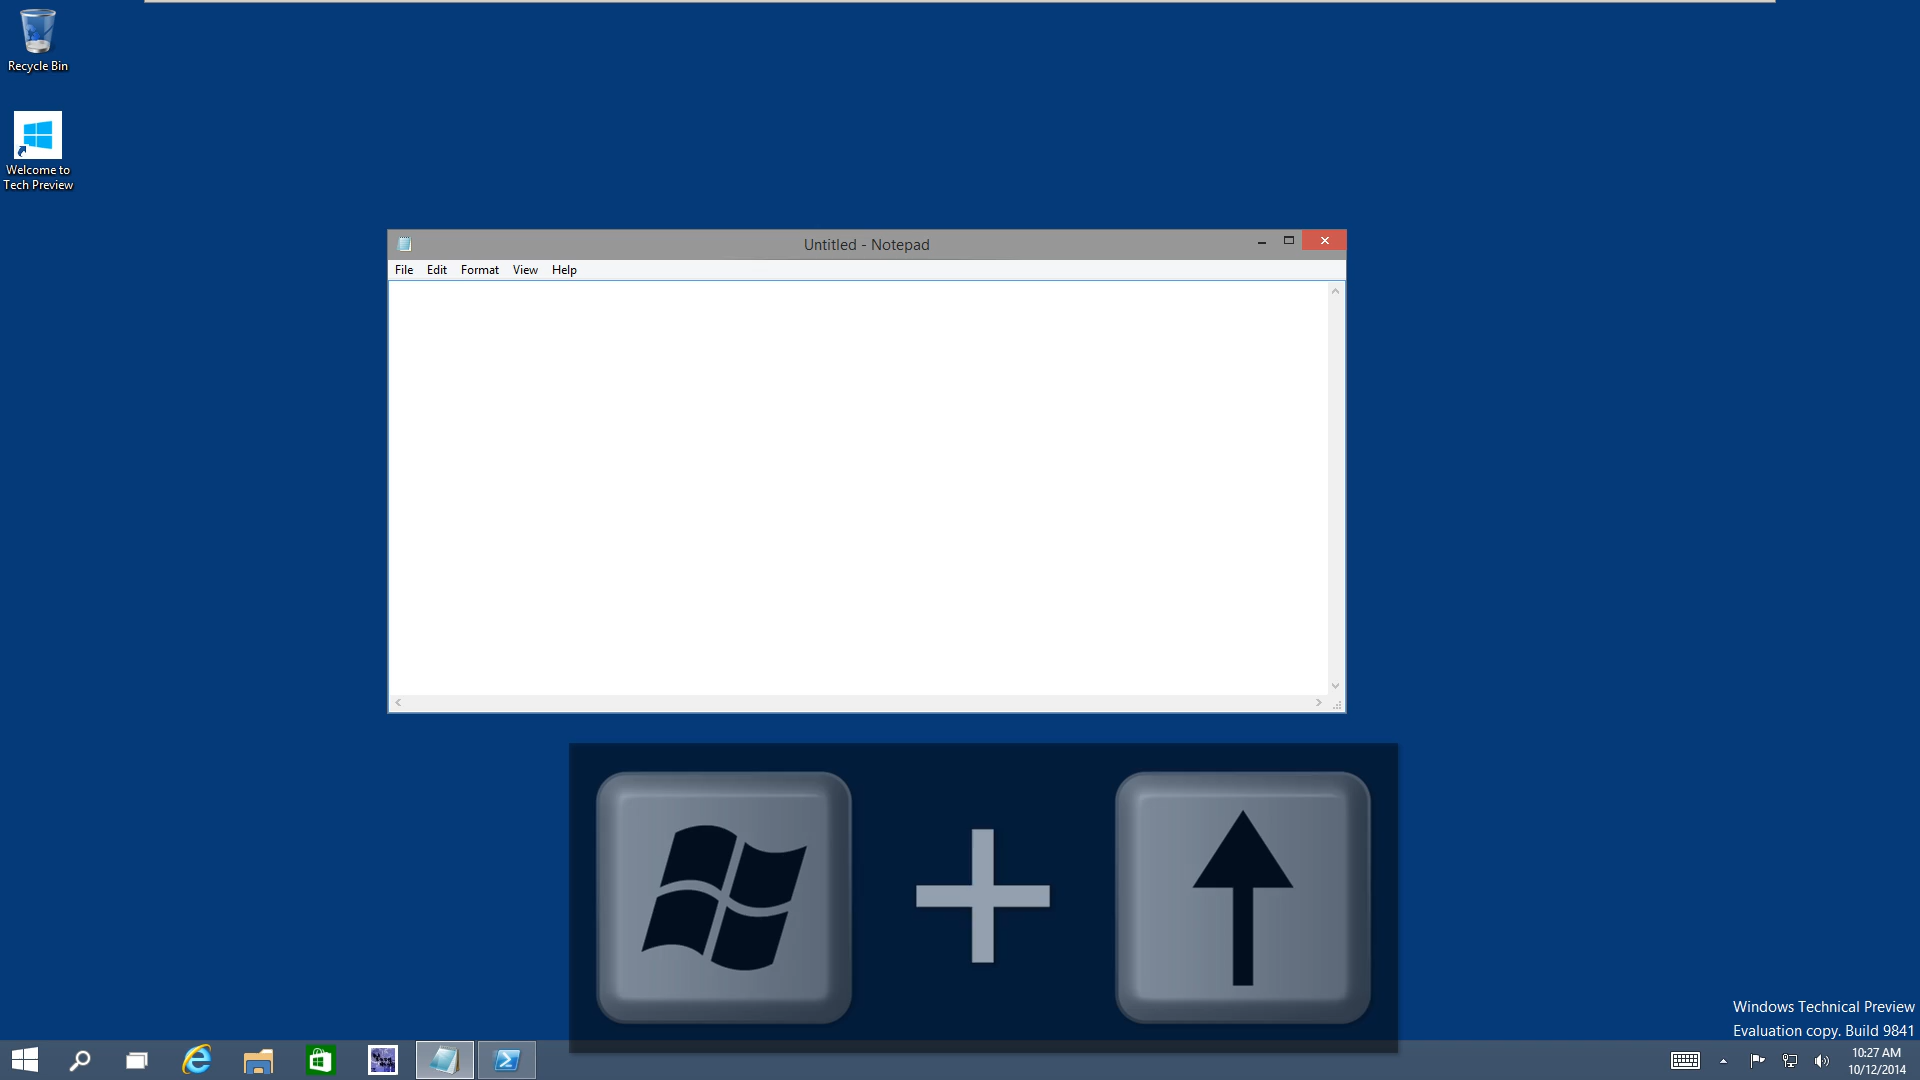 Recycle Bin
Welcome to
Tech Preview
Untitled - Notepad
File Edit Format View Help
Windows Technical Preview
Evaluation copy. Build 9841
10:27 AM
10/12/2014